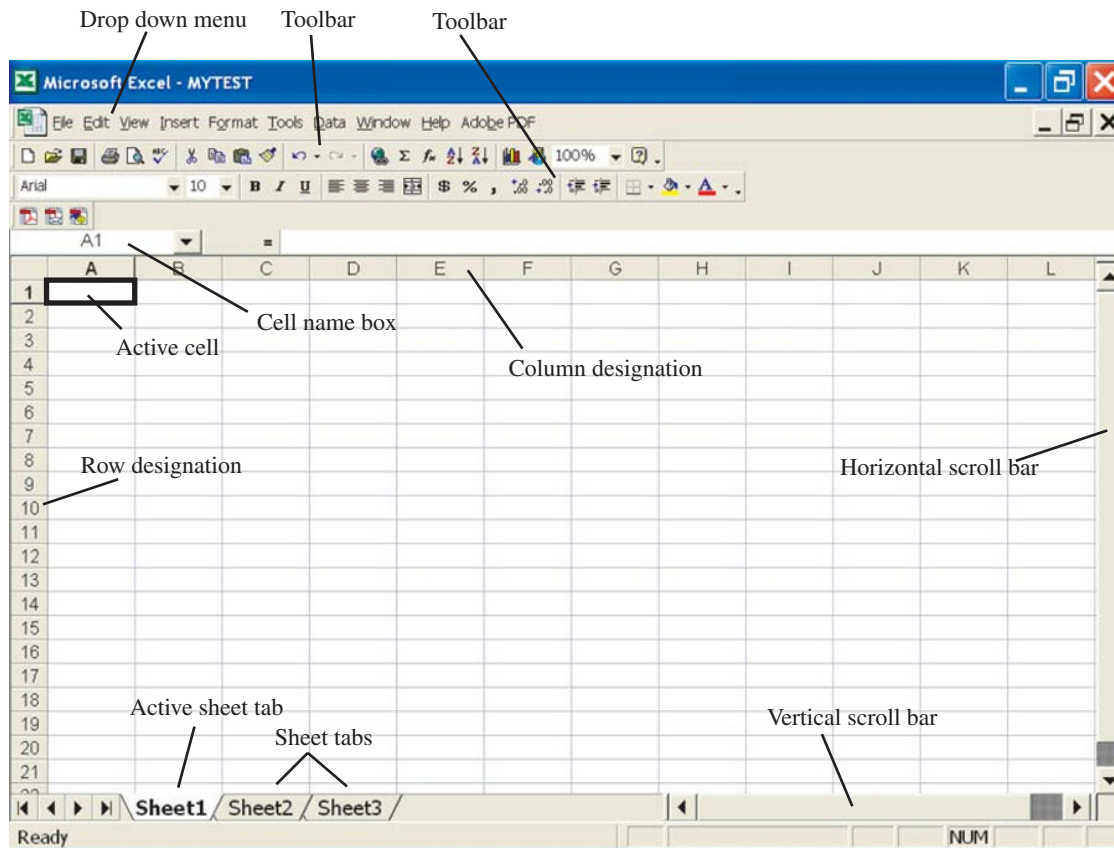 Drop down menu Toolbar Toolbar
Microsoft Excel - MYTEST
File Edit View Insert Format Tools Data Window Help Adobe PDF
100%
Arial 10 B I U $ % ,
A1 =
A B C D E F G H I J K L
1
2
Cell name box
3
Active cell
4
Column designation
5
6
7
8
Row designation Horizontal scroll bar
9
10
11
12
13
14
15
16
17
18
Active sheet tab
19
Vertical scroll bar
20
Sheet tabs
21
Sheet1 Sheet2 Sheet3
Ready NUM